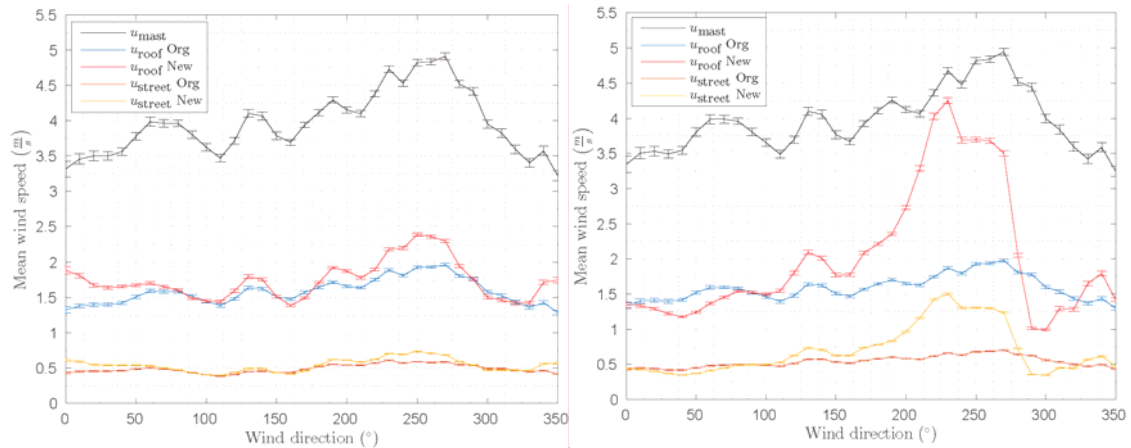 5.5
5
4.5
4
3.5
3
2.5
2
1.5
1
0.5
0
Mean wind speed (m/s)
u_mast
u_roof Org
u_roof New
u_street Org
u_street New
0 50 100 150 200 250 300 350
Wind direction (°)
5.5
5
4.5
4
3.5
3
2.5
2
1.5
1
0.5
0
Mean wind speed (m/s)
u_mast
u_roof Org
u_roof New
u_street Org
u_street New
0 50 100 150 200 250 300 350
Wind direction (°)